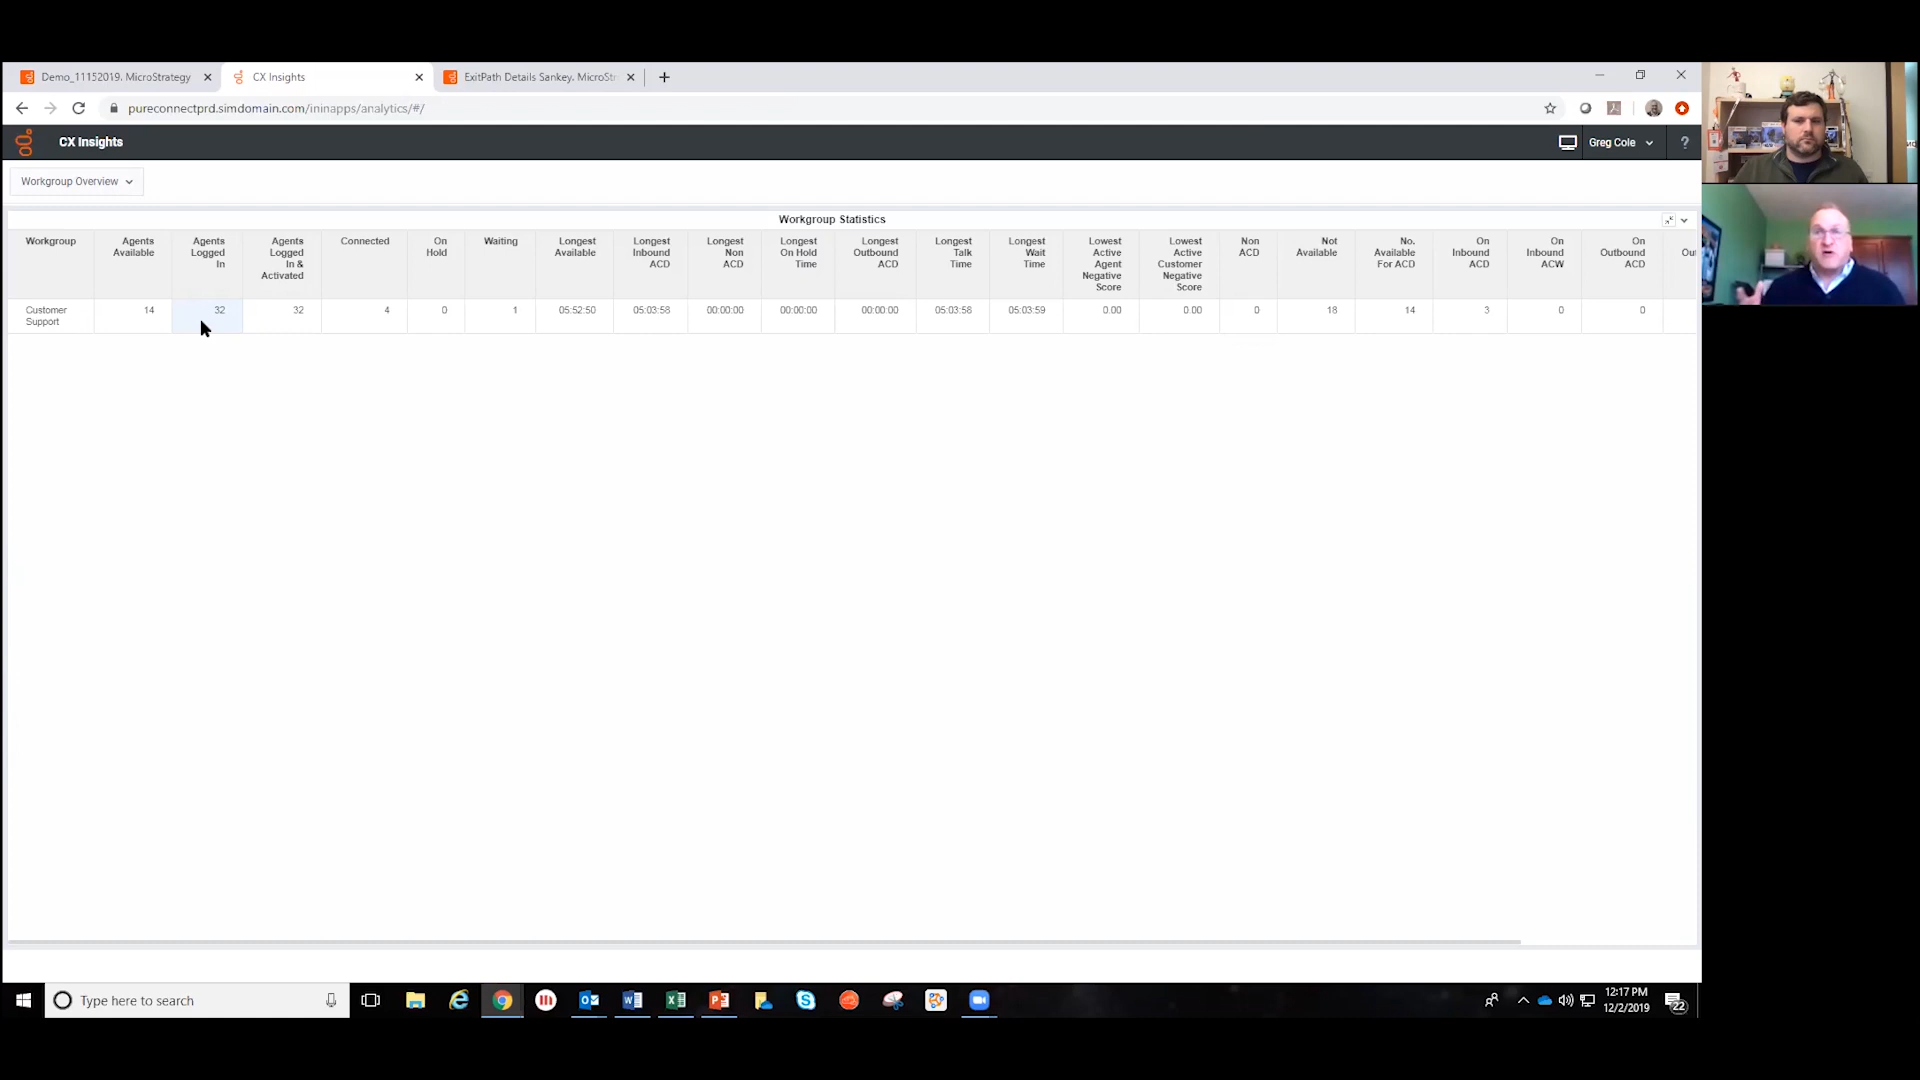 Demo_11152019. MicroStrategy
CX Insights
ExitPath Details Sankey. MicroStr
pureconnectprd.simdomain.com/ininapps/analytics/#/
CX Insights
Greg Cole
?
Workgroup Overview
Workgroup Statistics
Workgroup
Agents Available
Agents Logged In
Agents Logged In & Activated
Connected
On Hold
Waiting
Longest Available
Longest Inbound ACD
Longest Non ACD
Longest On Hold Time
Longest Outbound ACD
Longest Talk Time
Longest Wait Time
Lowest Active Agent Negative Score
Lowest Active Customer Negative Score
Non ACD
Not Available
No. Available For ACD
On Inbound ACD
On Inbound ACW
On Outbound ACD
Ou
Customer Support
14
32
32
4
0
1
05:52:50
05:03:58
00:00:00
00:00:00
00:00:00
05:03:58
05:03:59
0.00
0.00
0
18
14
3
0
0
Type here to search
12:17 PM
12/2/2019
22